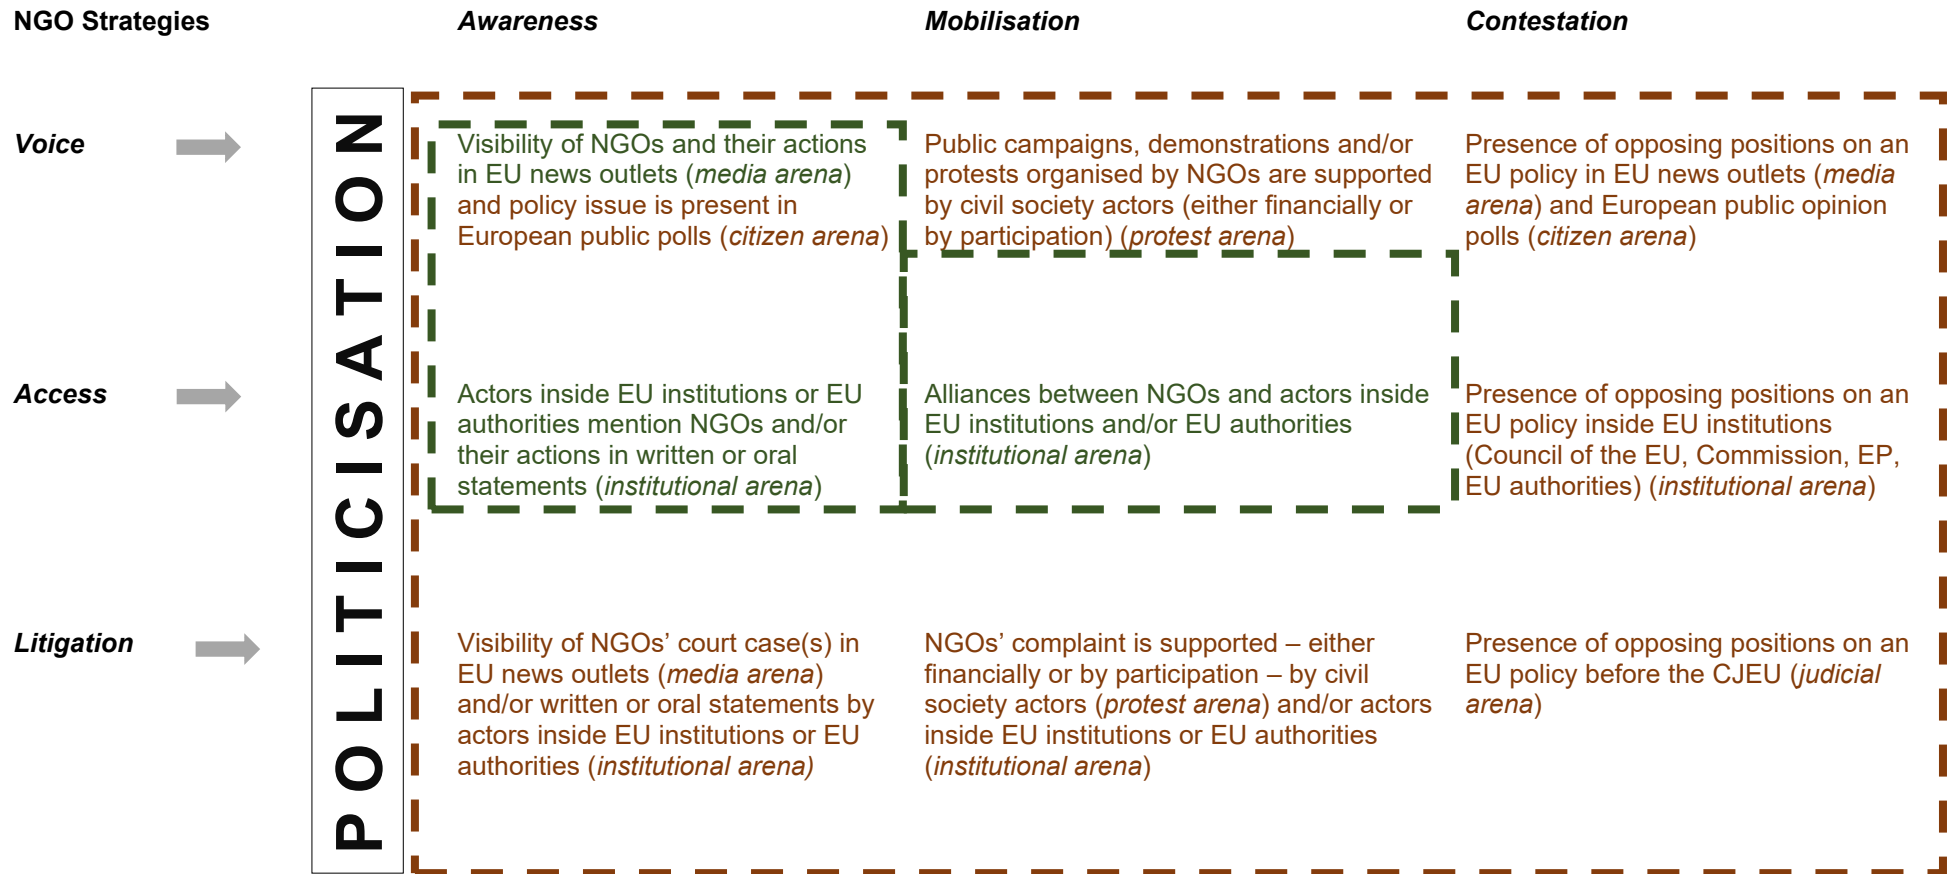 NGO Strategies
Awareness
Mobilisation
Contestation
POLITICISATION
Voice
Visibility of NGOs and their actions
in EU news outlets (media arena)
and policy issue is present in
European public polls (citizen arena)
Public campaigns, demonstrations and/or
protests organised by NGOs are supported
by civil society actors (either financially or
by participation) (protest arena)
Presence of opposing positions on an
EU policy in EU news outlets (media
arena) and European public opinion
polls (citizen arena)
Access
Actors inside EU institutions or EU
authorities mention NGOs and/or
their actions in written or oral
statements (institutional arena)
Alliances between NGOs and actors inside
EU institutions and/or EU authorities
(institutional arena)
Presence of opposing positions on an
EU policy inside EU institutions
(Council of the EU, Commission, EP,
EU authorities) (institutional arena)
Litigation
Visibility of NGOs’ court case(s) in
EU news outlets (media arena)
and/or written or oral statements by
actors inside EU institutions or EU
authorities (institutional arena)
NGOs’ complaint is supported – either
financially or by participation – by civil
society actors (protest arena) and/or actors
inside EU institutions or EU authorities
(institutional arena)
Presence of opposing positions on an
EU policy before the CJEU (judicial
arena)